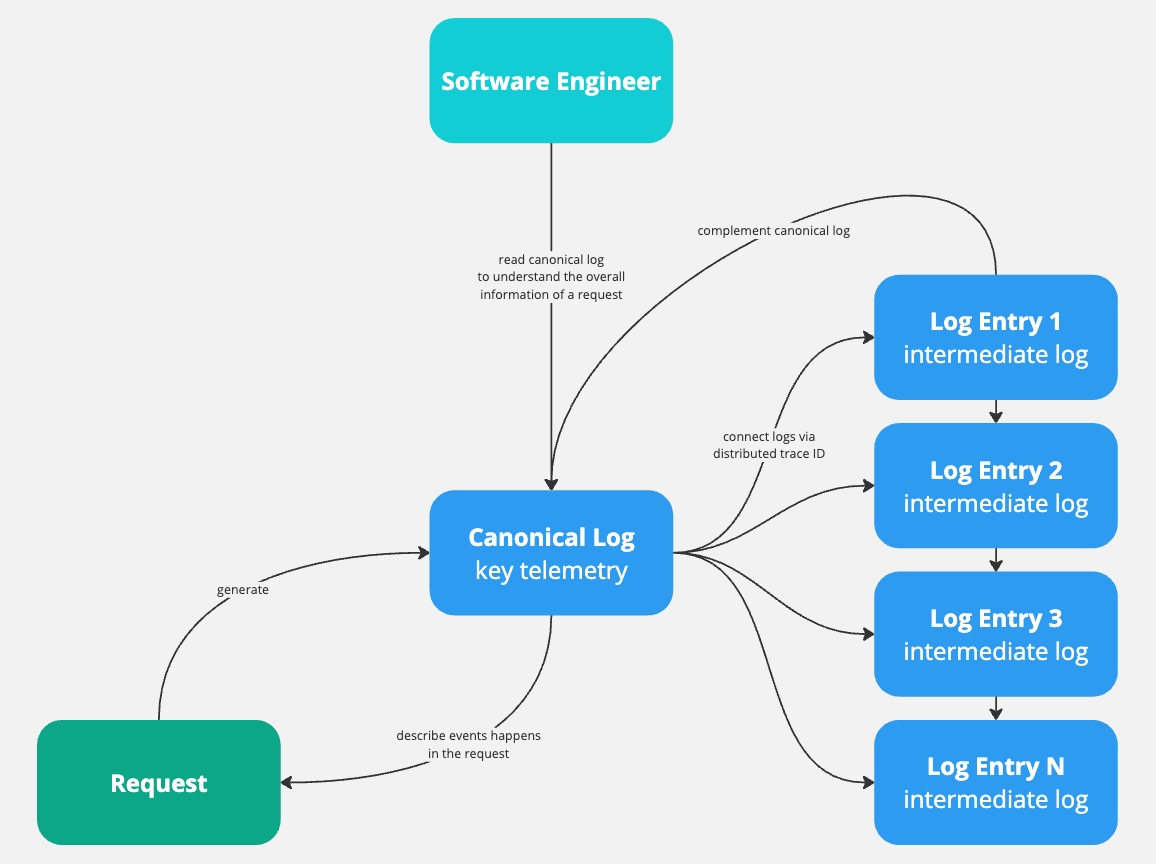 Software Engineer
complement canonical log
read canonical log
to understand the overall
information of a request
Log Entry 1
intermediate log
connect logs via
distributed trace ID
Log Entry 2
intermediate log
Canonical Log
key telemetry
generate
Log Entry 3
intermediate log
describe events happens
in the request
Request
Log Entry N
intermediate log